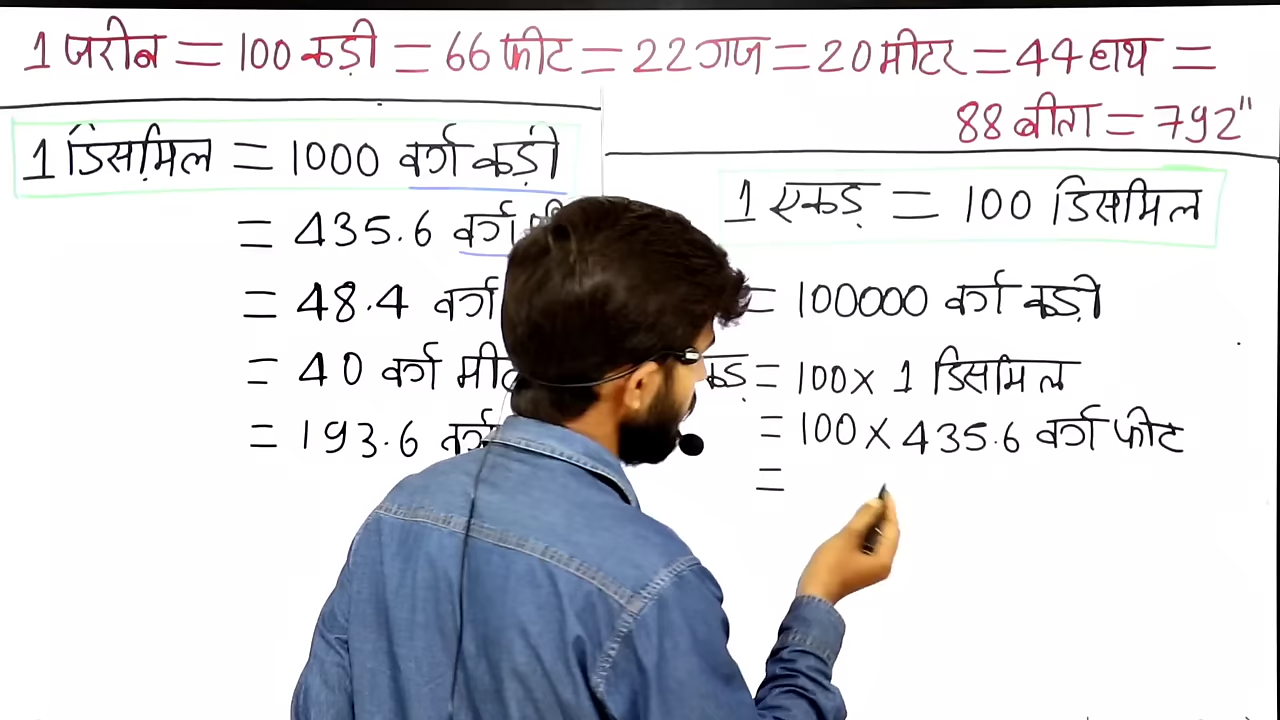 1 जरीब = 100 कड़ी = 66 फीट = 22 गज = 20 मीटर = 44 हाथ =
88 बीता = 792"
1 डिसमिल = 1000 वर्ग कड़ी
= 435.6 वर्ग
= 48.4 वर्ग
= 40 वर्ग
= 193.6 वर्ग
1 एकड़ = 100 डिसमिल
= 100000 वर्ग कड़ी
= 100 x 1 डिसमिल
= 100 x 435.6 वर्ग फीट
=